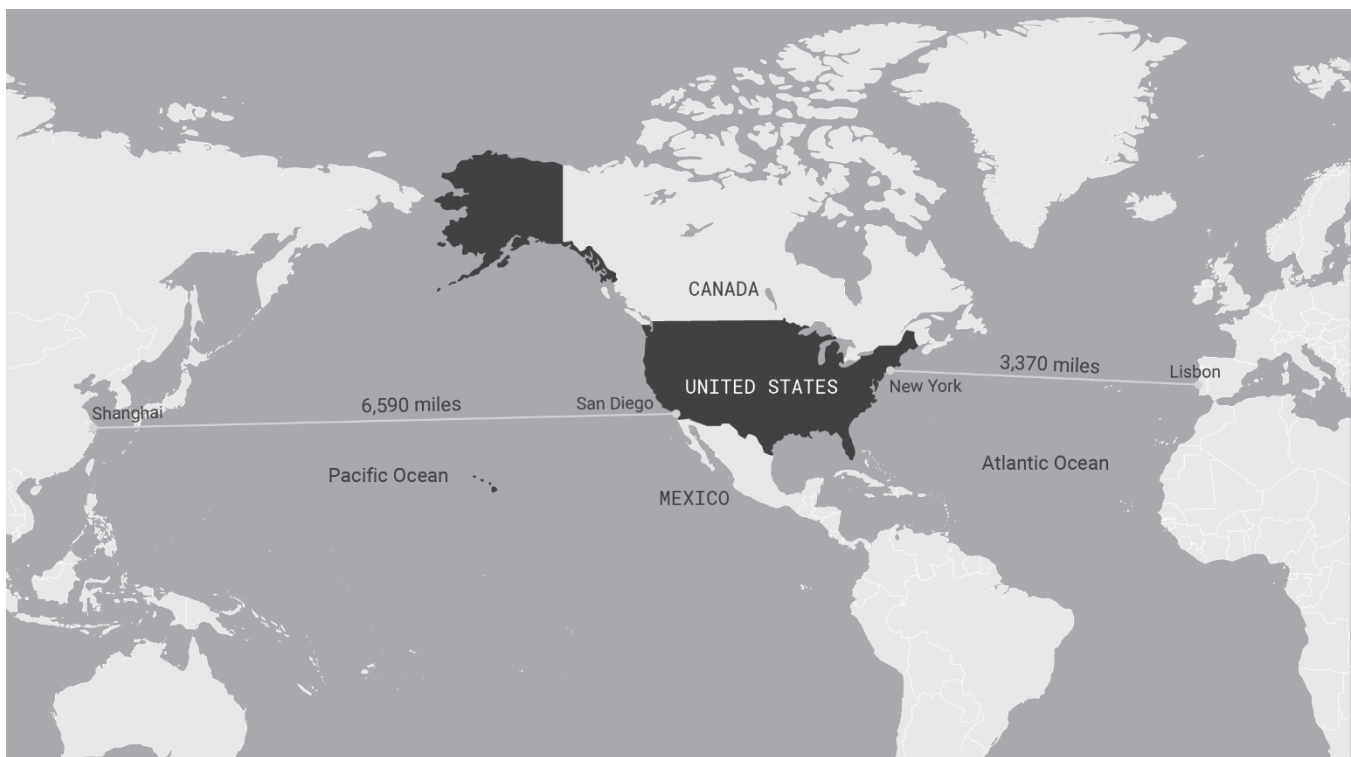 CANADA
3,370 miles
UNITED STATES
New York
Lisbon
Shanghai
6,590 miles
San Diego
Pacific Ocean
Atlantic Ocean
MEXICO